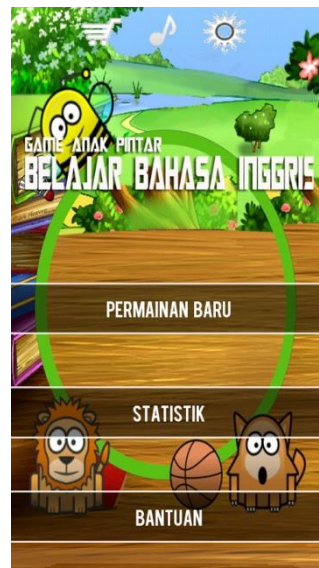 GAME ANAK PINTAR
BELAJAR BAHASA INGGRIS
PERMAINAN BARU
STATISTIK
BANTUAN